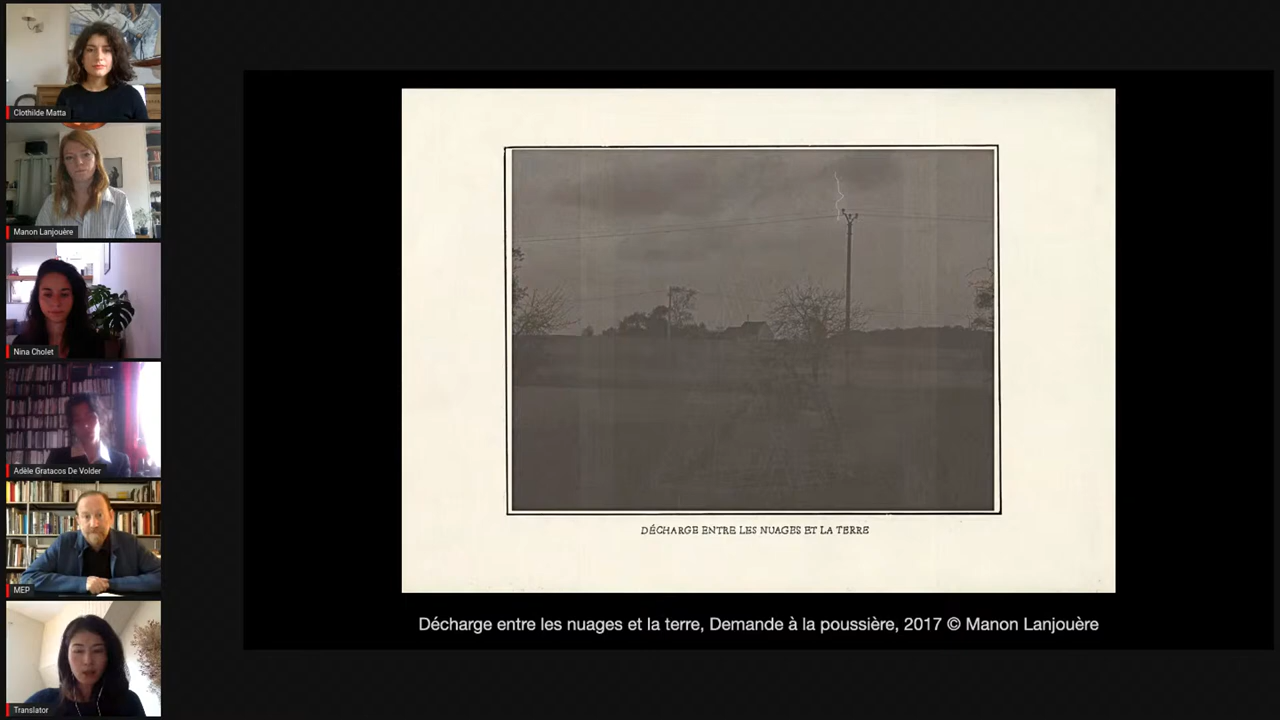 Clothilde Matta
Manon Lanjouère
Nina Cholet
Adèle Gratacos De Volder
MEP
Translator
DÉCHARGE ENTRE LES NUAGES ET LA TERRE
Décharge entre les nuages et la terre, Demande à la poussière, 2017 © Manon Lanjouère